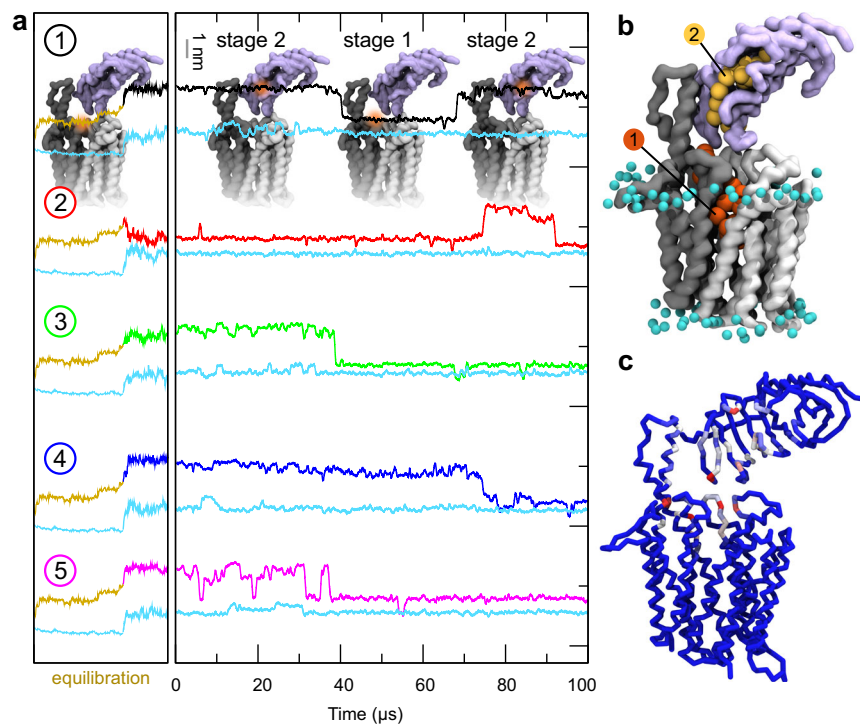 a
1
1 nm
stage 2
stage 1
stage 2
2
3
4
5
equilibration
0
20
40
60
80
100
Time (µs)
b
2
1
c